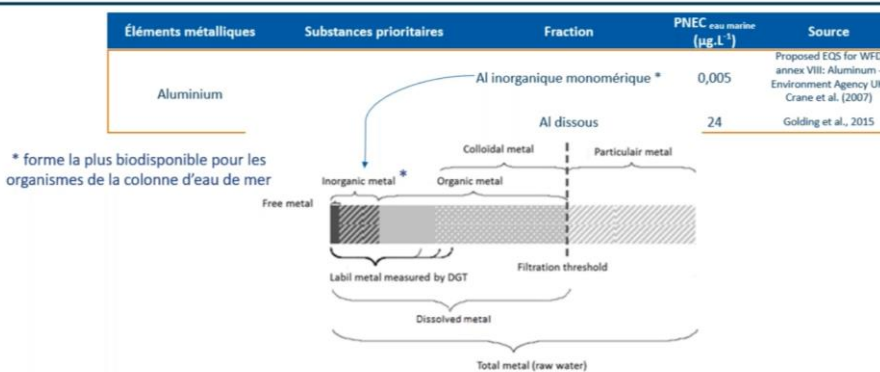 Éléments métalliques Substances prioritaires Fraction PNEC eau marine (µg.L-1) Source
Aluminium
Al inorganique monomérique * 0,005
Proposed EQS for WFD
annex VIII: Aluminum -
Environment Agency UK
Crane et al. (2007)
Al dissous 24 Golding et al., 2015
* forme la plus biodisponible pour les
organismes de la colonne d'eau de mer
Colloïdal metal Particulair metal
Inorganic metal * Organic metal
Free metal
Labil metal measured by DGT
Filtration threshold
Dissolved metal
Total metal (raw water)